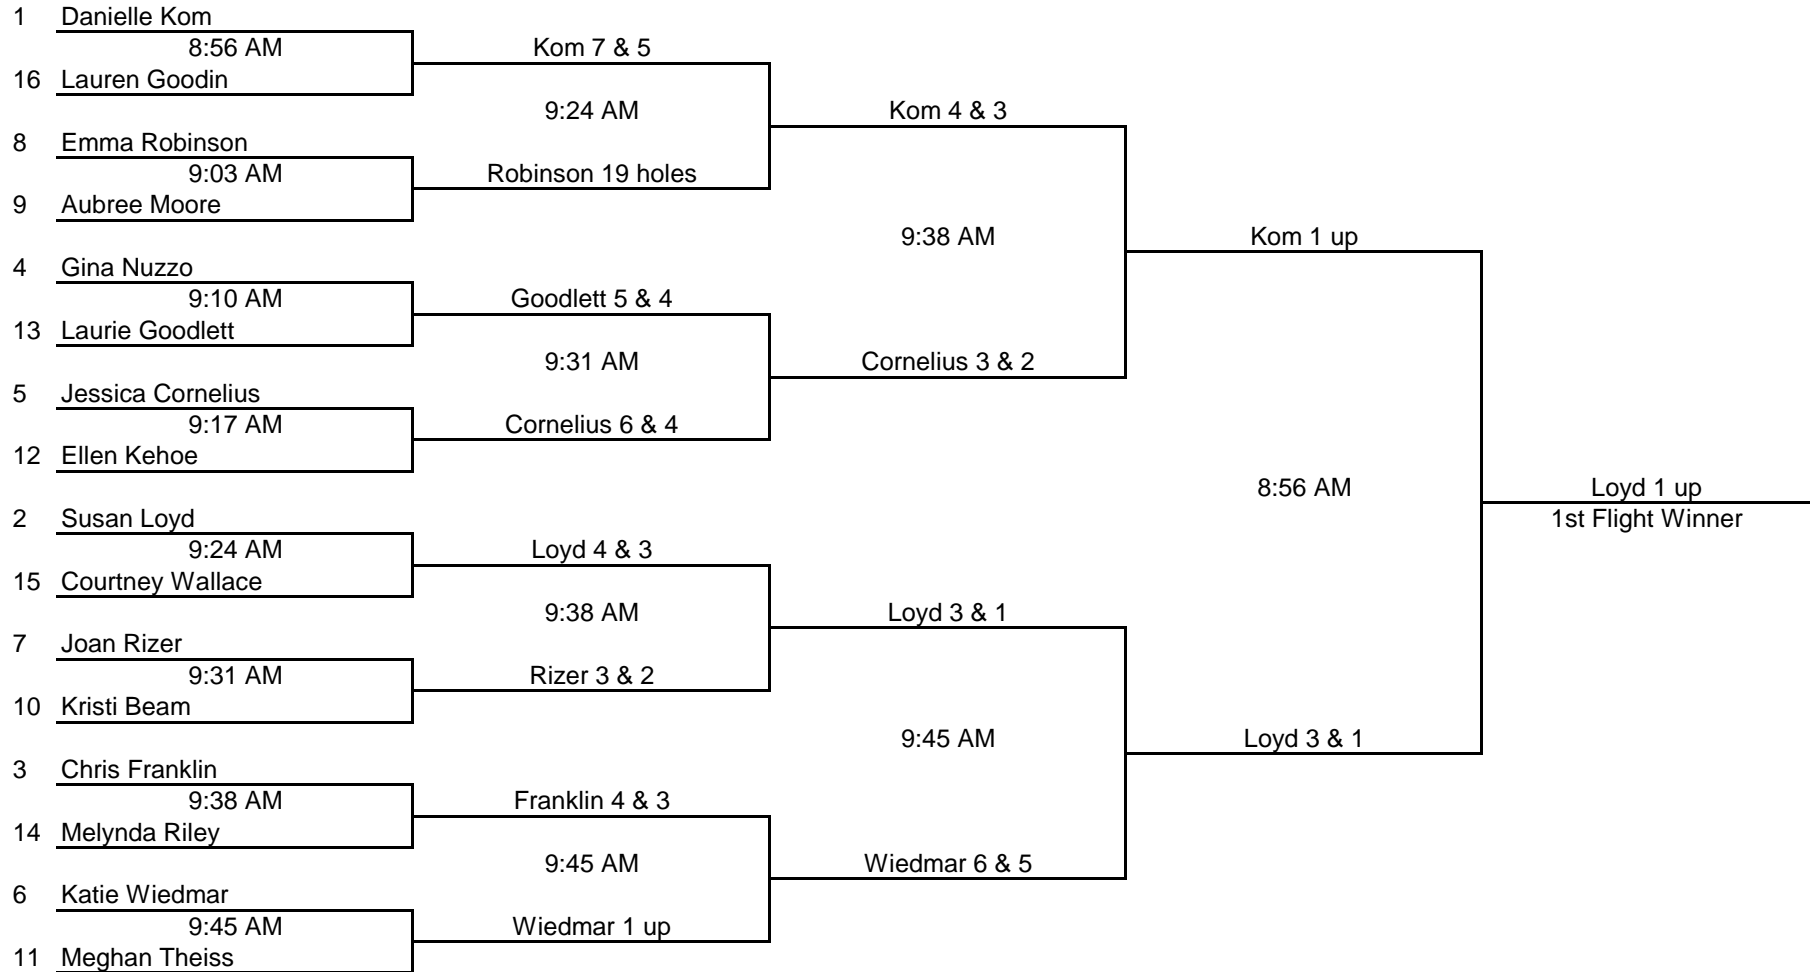 1 Danielle Kom
8:56 AM Kom 7 & 5
16 Lauren Goodin
9:24 AM Kom 4 & 3
8 Emma Robinson
9:03 AM Robinson 19 holes
9 Aubree Moore
9:38 AM Kom 1 up
4 Gina Nuzzo
9:10 AM Goodlett 5 & 4
13 Laurie Goodlett
9:31 AM Cornelius 3 & 2
5 Jessica Cornelius
9:17 AM Cornelius 6 & 4
12 Ellen Kehoe
8:56 AM Loyd 1 up
2 Susan Loyd 1st Flight Winner
9:24 AM Loyd 4 & 3
15 Courtney Wallace
9:38 AM Loyd 3 & 1
7 Joan Rizer
9:31 AM Rizer 3 & 2
10 Kristi Beam
9:45 AM Loyd 3 & 1
3 Chris Franklin
9:38 AM Franklin 4 & 3
14 Melynda Riley
9:45 AM Wiedmar 6 & 5
6 Katie Wiedmar
9:45 AM Wiedmar 1 up
11 Meghan Theiss